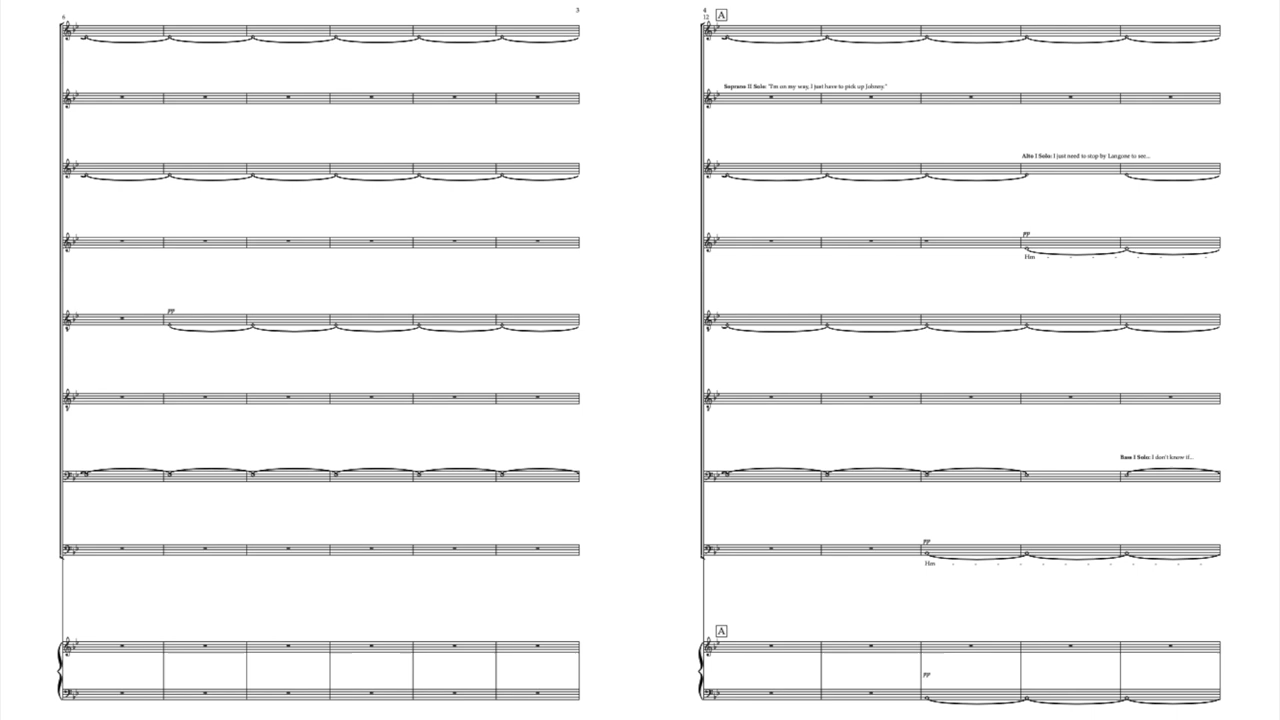 3
6
pp
4
12
A
Soprano II Solo: "I'm on my way, I just have to pick up Johnny."
Alto I Solo: I just need to stop by Langone to see...
pp
Hm - - - - - - - -
Bass I Solo: I don't know if...
pp
Hm - - - - - - - - - - - -
A
pp